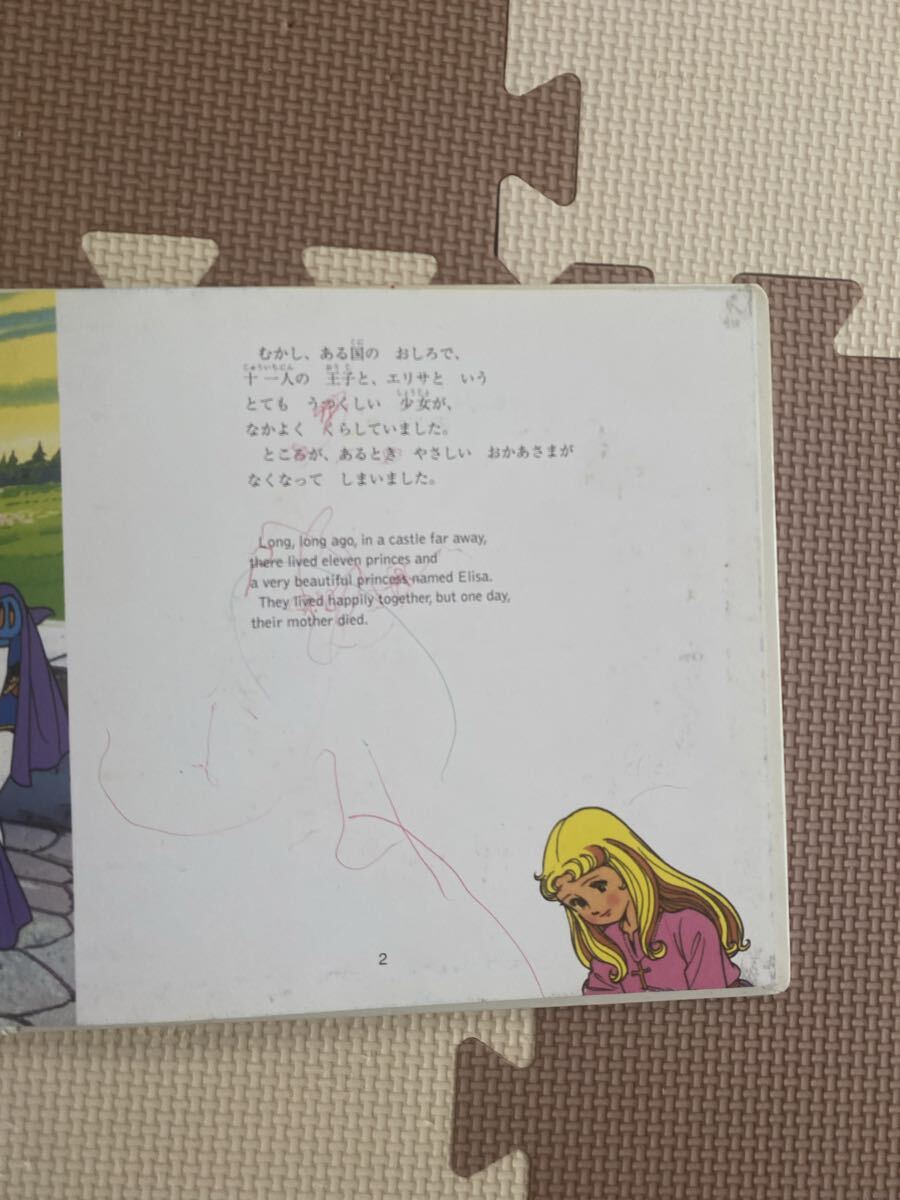 むかし、ある国の おしろで、
十一人の 王子と、エリサと いう
とても うつくしい 少女が、
なかよく くらしていました。
ところが、あるとき やさしい おかあさまが
なくなって しまいました。
Long, long ago, in a castle far away,
there lived eleven princes and
a very beautiful princess named Elisa.
They lived happily together, but one day,
their mother died.
2